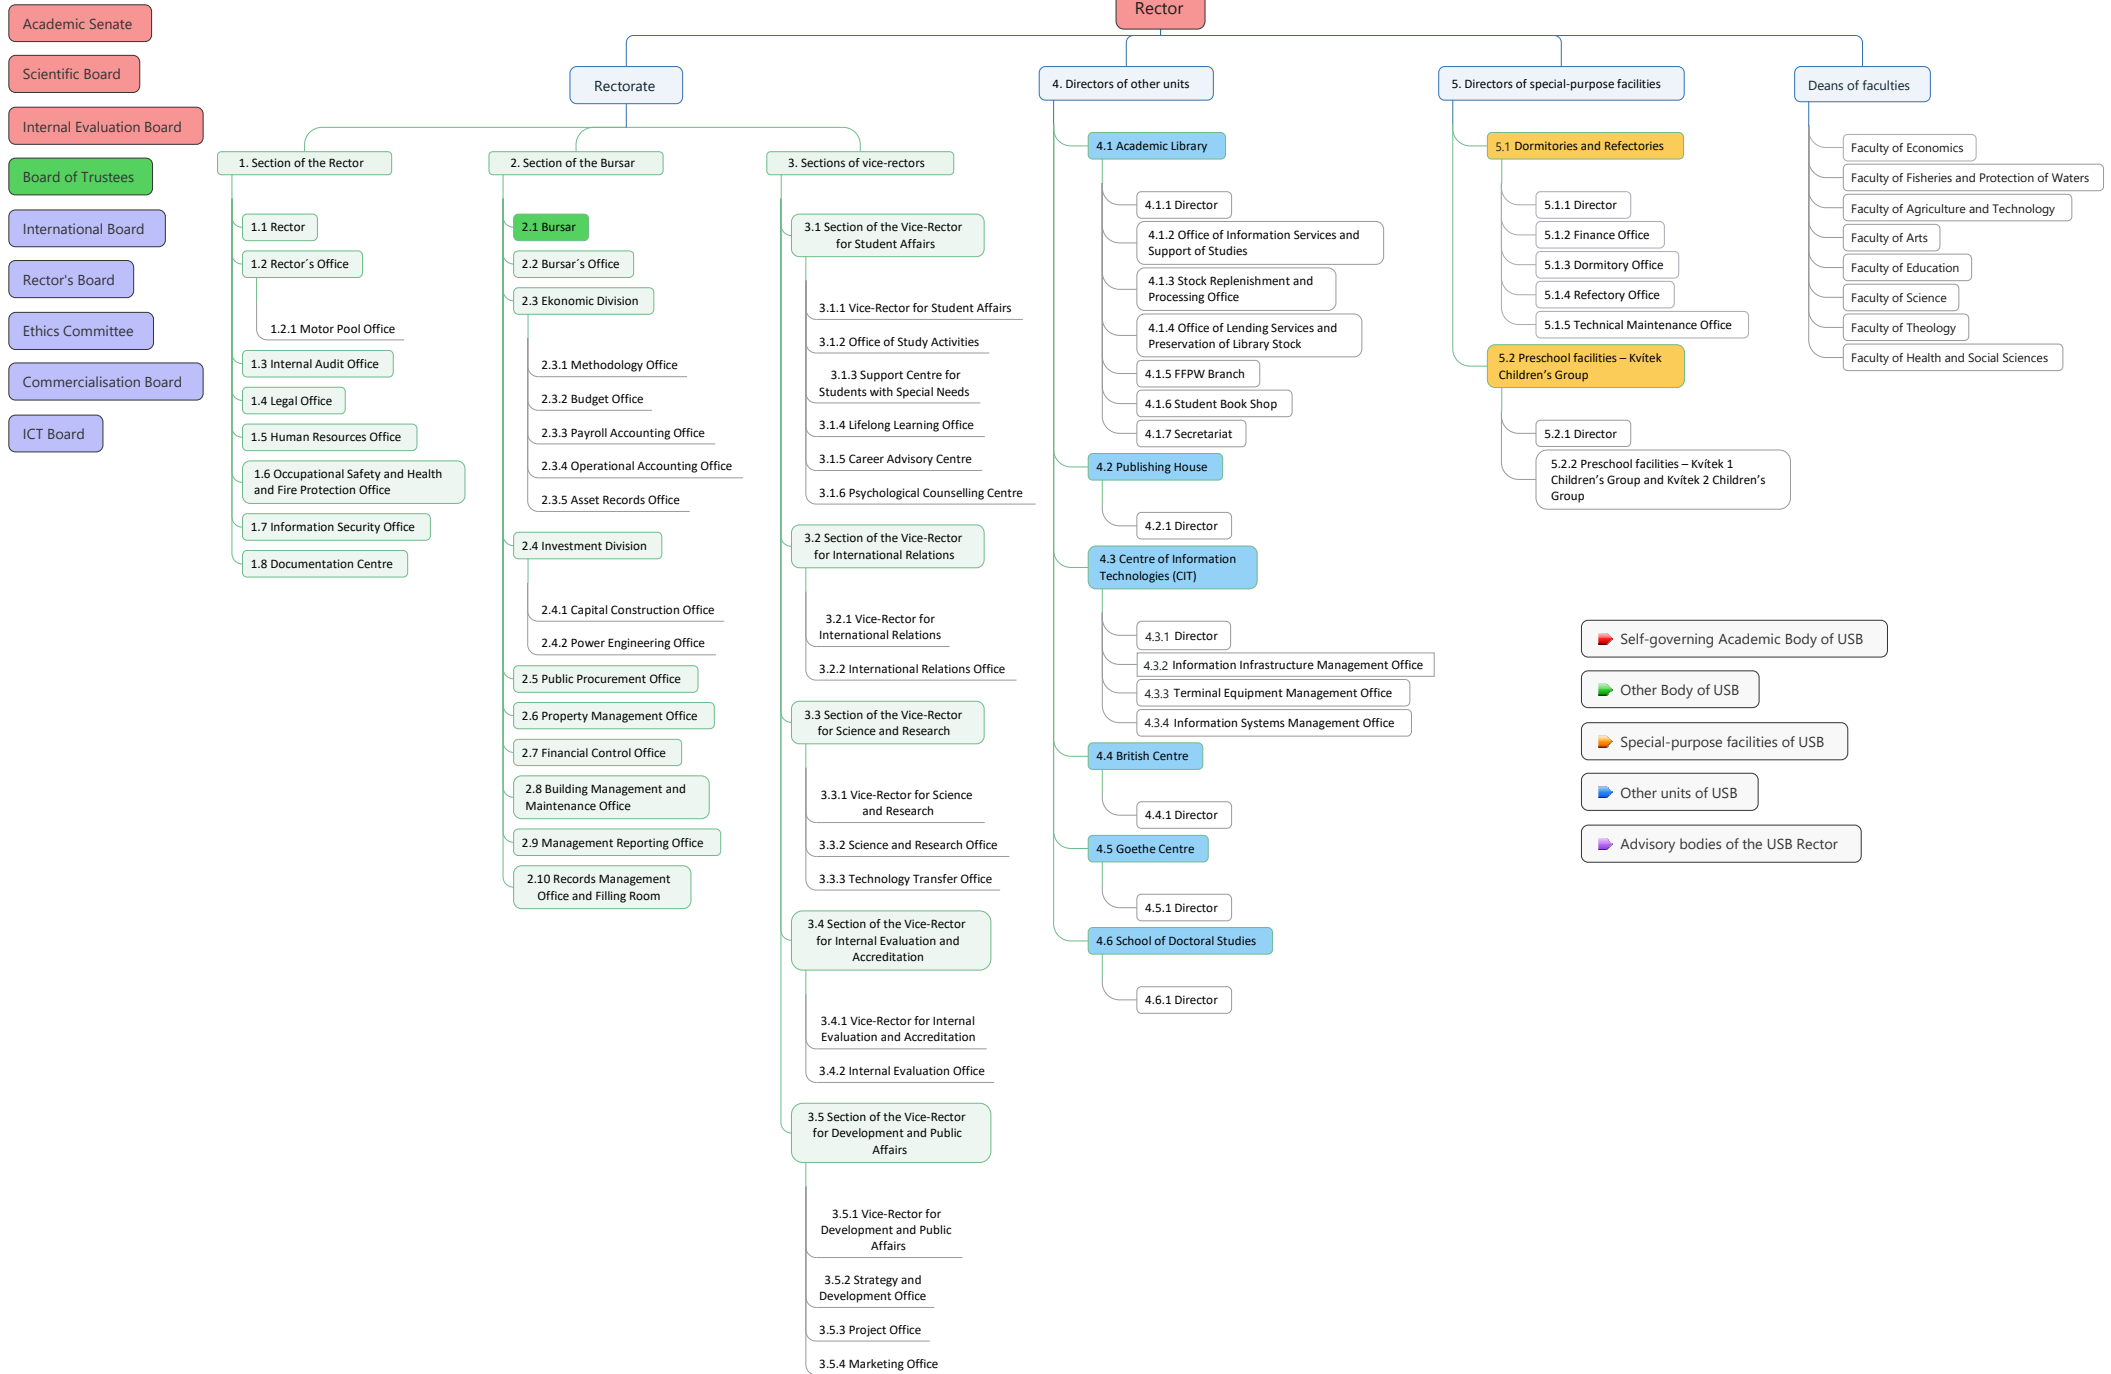 Rector
Academic Senate
Scientific Board
Internal Evaluation Board
Board of Trustees
International Board
Rector's Board
Ethics Committee
Commercialisation Board
ICT Board
Rectorate
1. Section of the Rector
1.1 Rector
1.2 Rector´s Office
1.2.1 Motor Pool Office
1.3 Internal Audit Office
1.4 Legal Office
1.5 Human Resources Office
1.6 Occupational Safety and Health
and Fire Protection Office
1.7 Information Security Office
1.8 Documentation Centre
2. Section of the Bursar
2.1 Bursar
2.2 Bursar´s Office
2.3 Ekonomic Division
2.3.1 Methodology Office
2.3.2 Budget Office
2.3.3 Payroll Accounting Office
2.3.4 Operational Accounting Office
2.3.5 Asset Records Office
2.4 Investment Division
2.4.1 Capital Construction Office
2.4.2 Power Engineering Office
2.5 Public Procurement Office
2.6 Property Management Office
2.7 Financial Control Office
2.8 Building Management and
Maintenance Office
2.9 Management Reporting Office
2.10 Records Management
Office and Filling Room
3. Sections of vice-rectors
3.1 Section of the Vice-Rector
for Student Affairs
3.1.1 Vice-Rector for Student Affairs
3.1.2 Office of Study Activities
3.1.3 Support Centre for
Students with Special Needs
3.1.4 Lifelong Learning Office
3.1.5 Career Advisory Centre
3.1.6 Psychological Counselling Centre
3.2 Section of the Vice-Rector
for International Relations
3.2.1 Vice-Rector for
International Relations
3.2.2 International Relations Office
3.3 Section of the Vice-Rector
for Science and Research
3.3.1 Vice-Rector for Science
and Research
3.3.2 Science and Research Office
3.3.3 Technology Transfer Office
3.4 Section of the Vice-Rector
for Internal Evaluation and
Accreditation
3.4.1 Vice-Rector for Internal
Evaluation and Accreditation
3.4.2 Internal Evaluation Office
3.5 Section of the Vice-Rector
for Development and Public
Affairs
3.5.1 Vice-Rector for
Development and Public
Affairs
3.5.2 Strategy and
Development Office
3.5.3 Project Office
3.5.4 Marketing Office
4. Directors of other units
4.1 Academic Library
4.1.1 Director
4.1.2 Office of Information Services and
Support of Studies
4.1.3 Stock Replenishment and
Processing Office
4.1.4 Office of Lending Services and
Preservation of Library Stock
4.1.5 FFPW Branch
4.1.6 Student Book Shop
4.1.7 Secretariat
4.2 Publishing House
4.2.1 Director
4.3 Centre of Information
Technologies (CIT)
4.3.1 Director
4.3.2 Information Infrastructure Management Office
4.3.3 Terminal Equipment Management Office
4.3.4 Information Systems Management Office
4.4 British Centre
4.4.1 Director
4.5 Goethe Centre
4.5.1 Director
4.6 School of Doctoral Studies
4.6.1 Director
5. Directors of special-purpose facilities
5.1 Dormitories and Refectories
5.1.1 Director
5.1.2 Finance Office
5.1.3 Dormitory Office
5.1.4 Refectory Office
5.1.5 Technical Maintenance Office
5.2 Preschool facilities – Kvítek
Children’s Group
5.2.1 Director
5.2.2 Preschool facilities – Kvítek 1
Children’s Group and Kvítek 2 Children’s
Group
Deans of faculties
Faculty of Economics
Faculty of Fisheries and Protection of Waters
Faculty of Agriculture and Technology
Faculty of Arts
Faculty of Education
Faculty of Science
Faculty of Theology
Faculty of Health and Social Sciences
Self-governing Academic Body of USB
Other Body of USB
Special-purpose facilities of USB
Other units of USB
Advisory bodies of the USB Rector